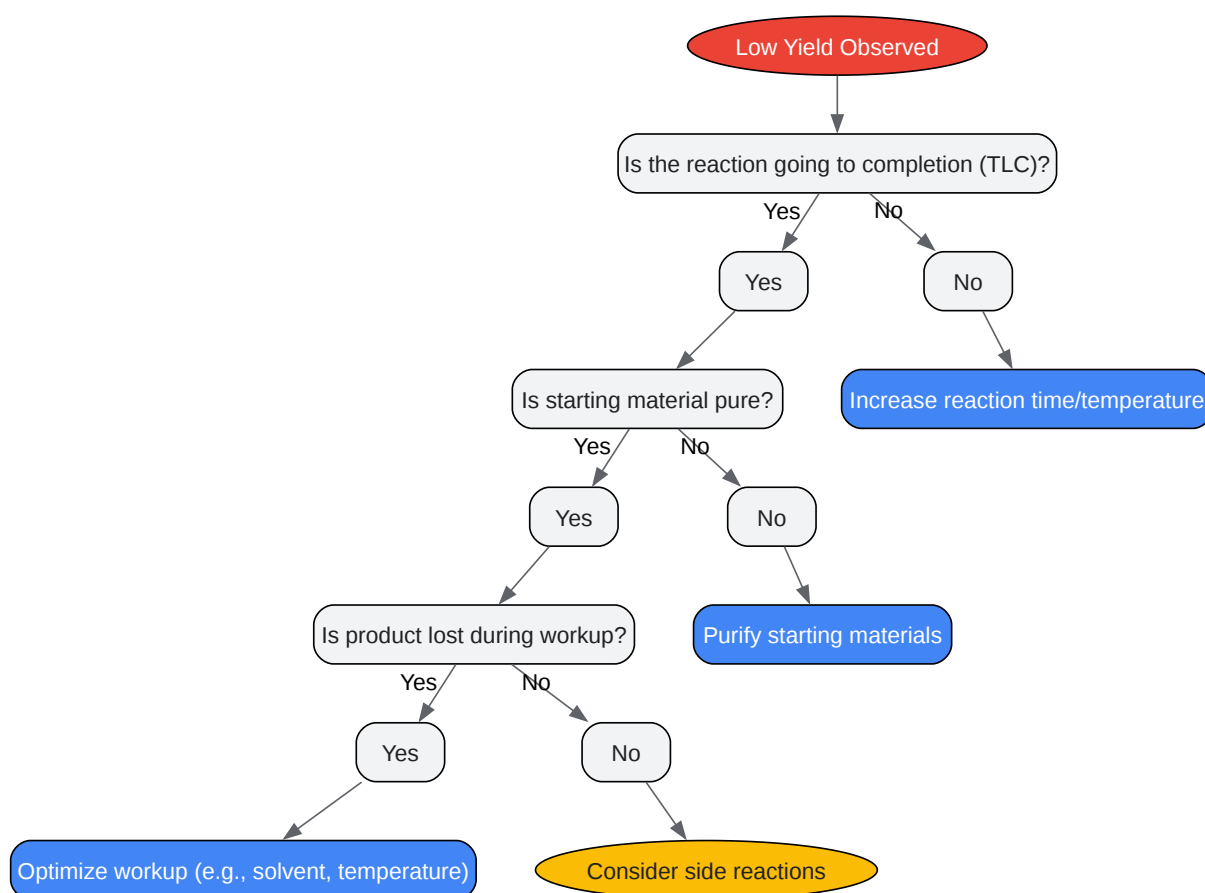 Low Yield Observed
Is the reaction going to completion (TLC)?
Yes
No
Yes
No
Is starting material pure?
Increase reaction time/temperature
Yes
No
Yes
No
Is product lost during workup?
Purify starting materials
Yes
No
Yes
No
Optimize workup (e.g., solvent, temperature)
Consider side reactions